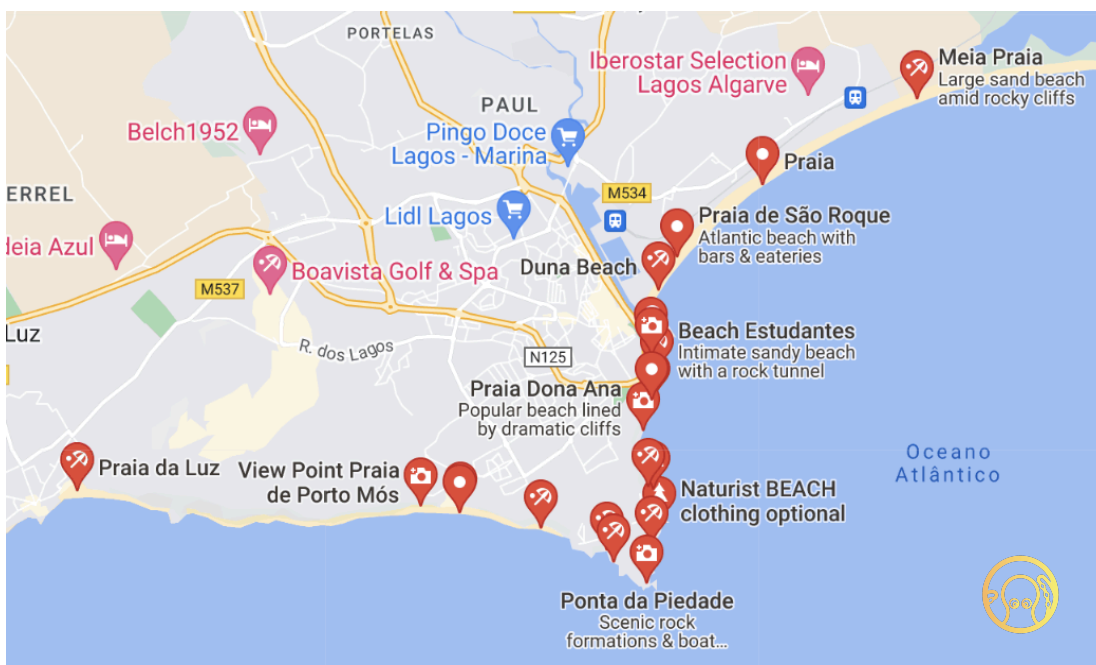 PORTELAS
Iberostar Selection
Lagos Algarve
Meia Praia
Large sand beach
amid rocky cliffs
PAUL
Belch1952
Pingo Doce
Lagos - Marina
Praia
ERREL
M534
Lidl Lagos
Praia de São Roque
Atlantic beach with
bars & eateries
deia Azul
Boavista Golf & Spa
Duna Beach
M537
Luz
Beach Estudantes
Intimate sandy beach
with a rock tunnel
R. dos Lagos
N125
Praia Dona Ana
Popular beach lined
by dramatic cliffs
Oceano
Atlântico
Praia da Luz
View Point Praia
de Porto Mós
Naturist BEACH
clothing optional
Ponta da Piedade
Scenic rock
formations & boat...